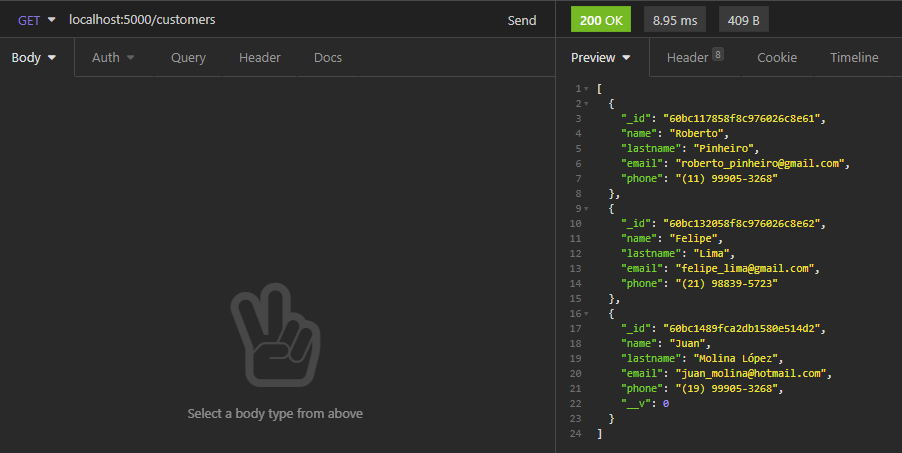 GET localhost:5000/customers Send
200 OK 8.95 ms 409 B
Body Auth Query Header Docs
Preview Header 8 Cookie Timeline
Select a body type from above
1 [
2 {
3 "_id": "60bc117858f8c976026c8e61",
4 "name": "Roberto",
5 "lastname": "Pinheiro",
6 "email": "roberto_pinheiro@gmail.com",
7 "phone": "(11) 99905-3268"
8 },
9 {
10 "_id": "60bc132058f8c976026c8e62",
11 "name": "Felipe",
12 "lastname": "Lima",
13 "email": "felipe_lima@gmail.com",
14 "phone": "(21) 98839-5723"
15 },
16 {
17 "_id": "60bc1489fca2db1580e514d2",
18 "name": "Juan",
19 "lastname": "Molina López",
20 "email": "juan_molina@hotmail.com",
21 "phone": "(19) 99905-3268",
22 "__v": 0
23 }
24 ]